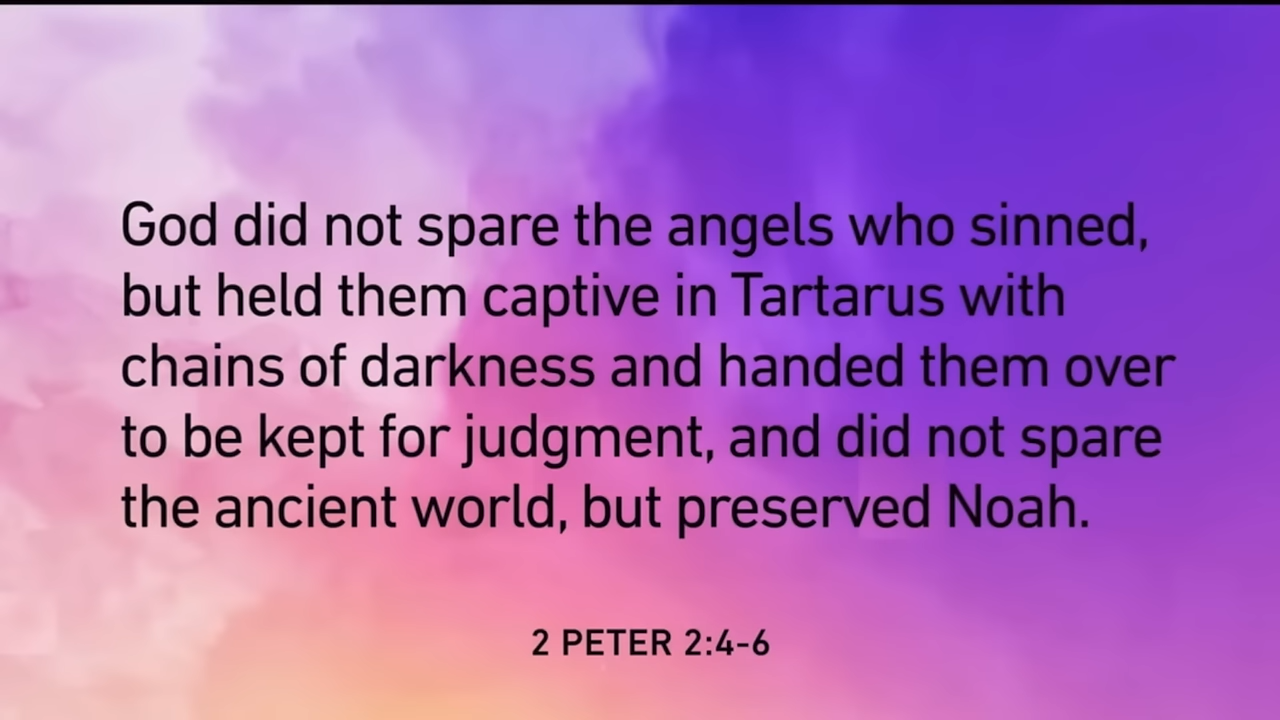 God did not spare the angels who sinned,
but held them captive in Tartarus with
chains of darkness and handed them over
to be kept for judgment, and did not spare
the ancient world, but preserved Noah.
2 PETER 2:4-6